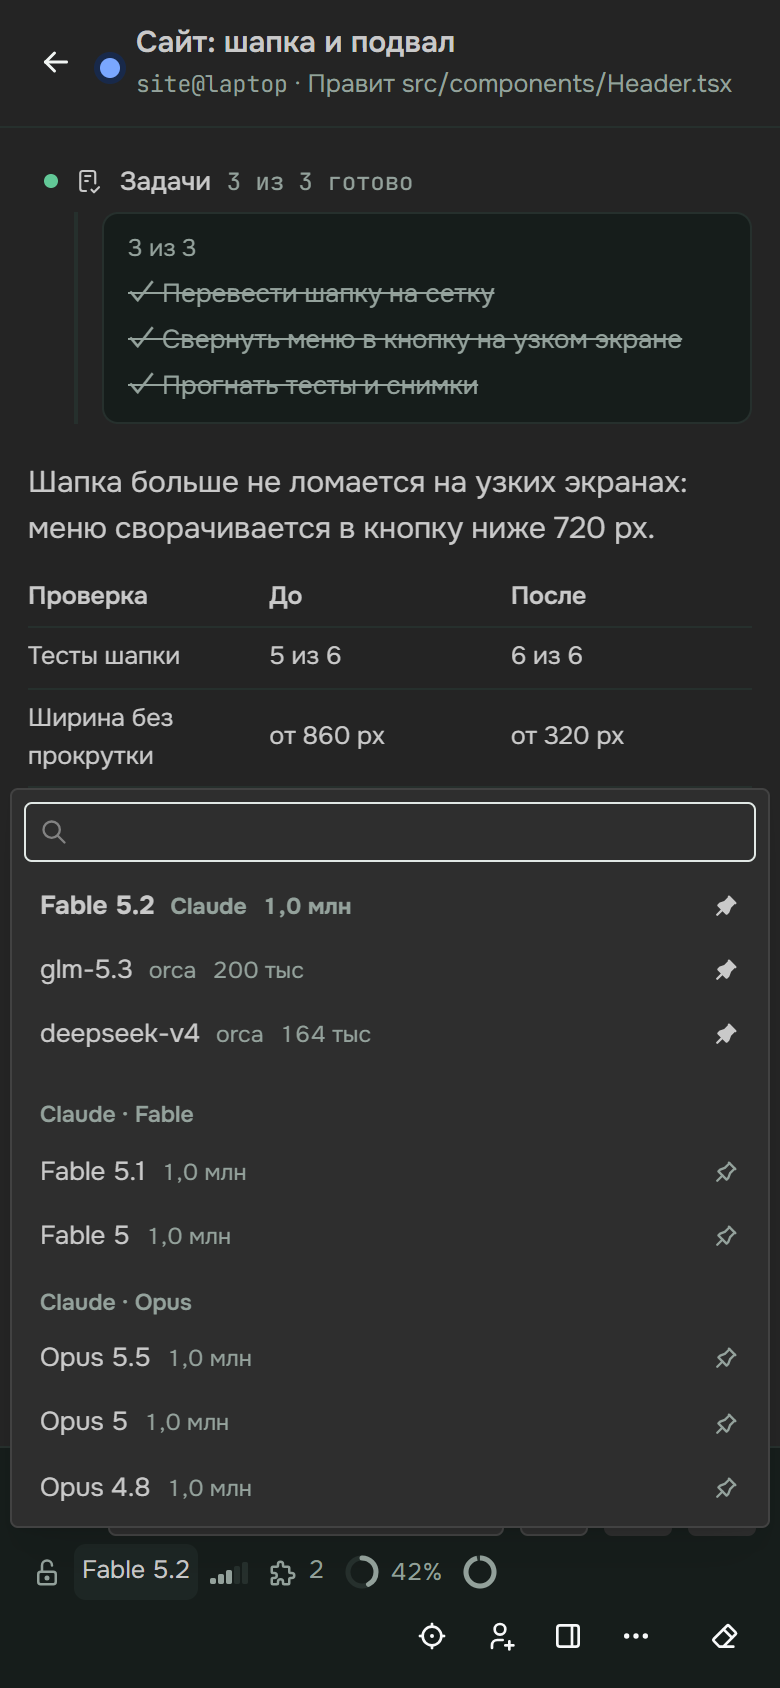 Сайт: шапка и подвал
site@laptop · Правит src/components/Header.tsx
Задачи 3 из 3 готово
3 из 3
✓ Перевести шапку на сетку
✓ Свернуть меню в кнопку на узком экране
✓ Прогнать тесты и снимки
Шапка больше не ломается на узких экранах:
меню сворачивается в кнопку ниже 720 px.
Проверка До После
Тесты шапки 5 из 6 6 из 6
Ширина без прокрутки от 860 px от 320 px
Fable 5.2 Claude 1,0 млн
glm-5.3 orca 200 тыс
deepseek-v4 orca 164 тыс
Claude · Fable
Fable 5.1 1,0 млн
Fable 5 1,0 млн
Claude · Opus
Opus 5.5 1,0 млн
Opus 5 1,0 млн
Opus 4.8 1,0 млн
Fable 5.2 2 42%